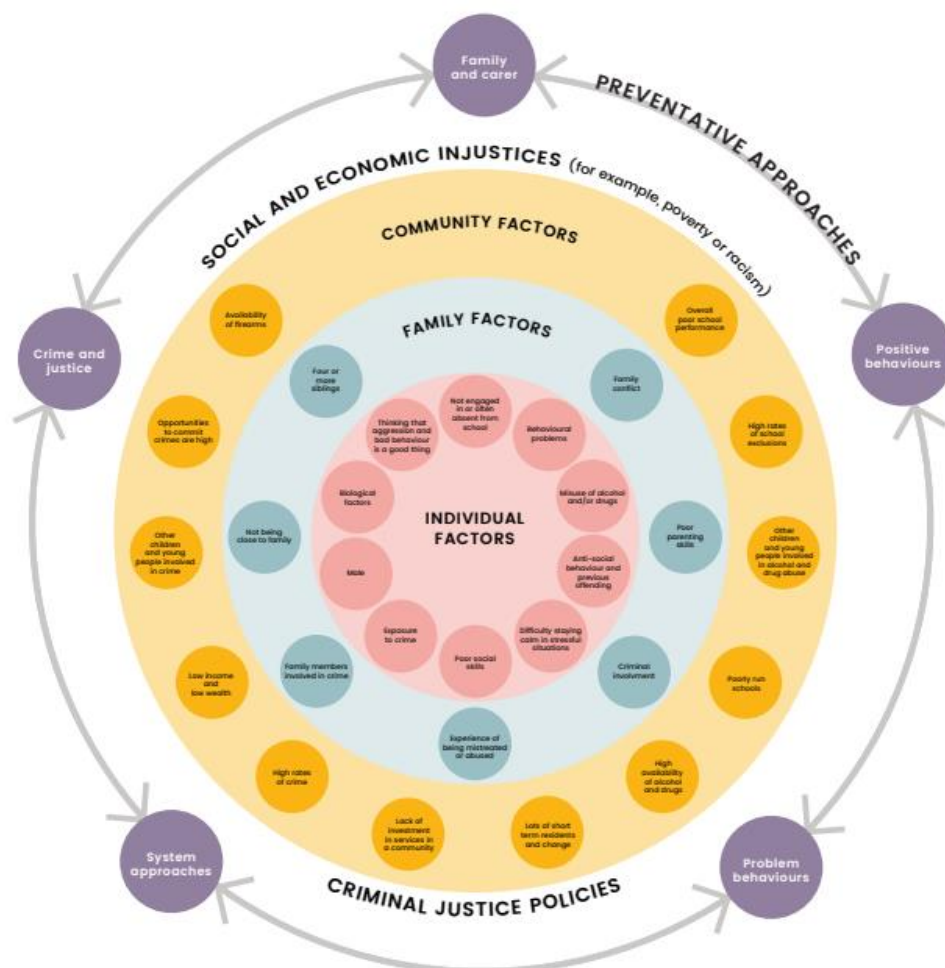 Family
and carer
PREVENTATIVE APPROACHES
SOCIAL AND ECONOMIC INJUSTICES (for example, poverty or racism)
COMMUNITY FACTORS
Availability
of firearms
Overall
poor school
performance
FAMILY FACTORS
Crime and
justice
Positive
behaviours
Four or
more
siblings
Family
conflict
Not engaged
in or often
absent from
school
Thinking that
aggression and
bad behaviour
is a good thing
Behavioural
problems
Opportunities
to commit
crimes are high
High rates
of school
exclusions
Biological
factors
Misuse of alcohol
and/or drugs
INDIVIDUAL
FACTORS
Not being
close to family
Poor
parenting
skills
Other
children
and young
people involved
in crime
Other
children
and young
people involved
in alcohol and
drug abuse
Male
Anti-social
behaviour and
previous
offending
Exposure
to crime
Difficulty staying
calm in stressful
situations
Poor social
skills
Family members
involved in crime
Criminal
involvment
Low income
and
low wealth
Poorly run
schools
Experience of
being mistreated
or abused
High rates
of crime
High
availability
of alcohol
and drugs
Lack of
investment
in services in
a community
Lots of short
term residents
and change
System
approaches
Problem
behaviours
CRIMINAL JUSTICE POLICIES